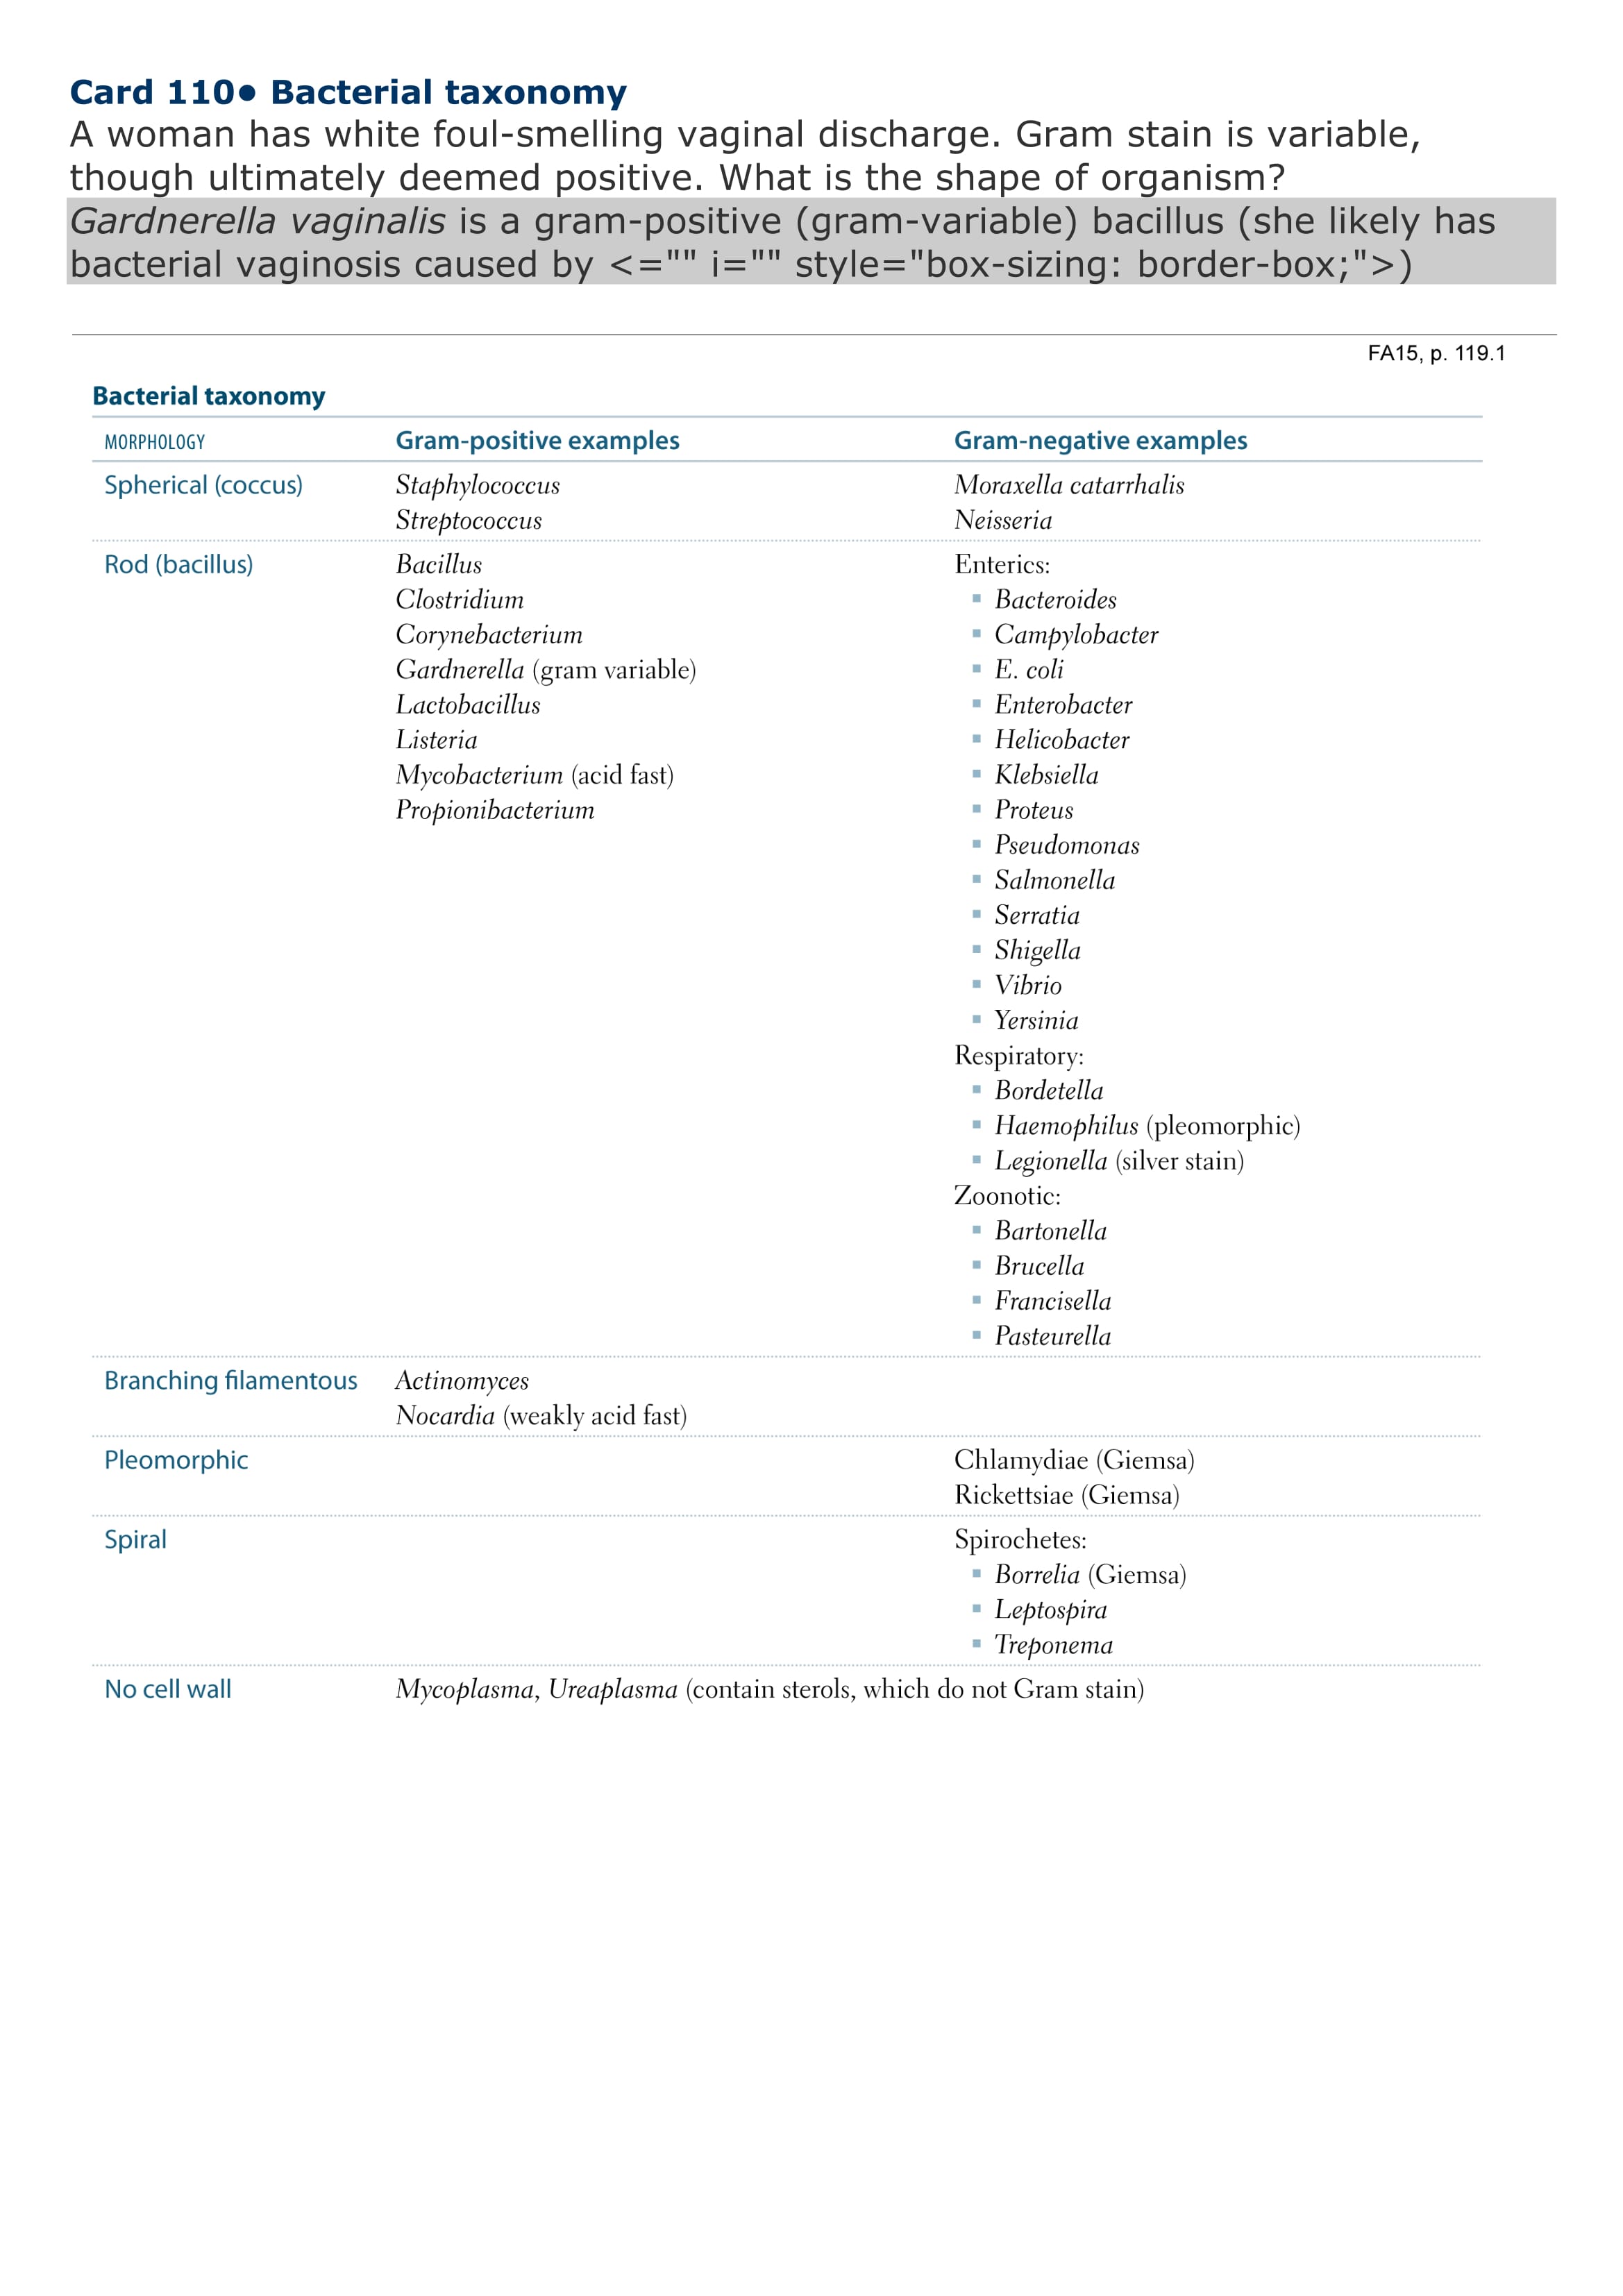 Card 110• Bacterial taxonomy
A woman has white foul-smelling vaginal discharge. Gram stain is variable,
though ultimately deemed positive. What is the shape of organism?
Gardnerella vaginalis is a gram-positive (gram-variable) bacillus (she likely has
bacterial vaginosis caused by <="" i="" style="box-sizing: border-box;">)
FA15, p. 119.1
Bacterial taxonomy
MORPHOLOGY Gram-positive examples Gram-negative examples
Spherical (coccus) Staphylococcus Moraxella catarrhalis
Streptococcus Neisseria
Rod (bacillus) Bacillus Enterics:
Clostridium ▪ Bacteroides
Corynebacterium ▪ Campylobacter
Gardnerella (gram variable) ▪ E. coli
Lactobacillus ▪ Enterobacter
Listeria ▪ Helicobacter
Mycobacterium (acid fast) ▪ Klebsiella
Propionibacterium ▪ Proteus
▪ Pseudomonas
▪ Salmonella
▪ Serratia
▪ Shigella
▪ Vibrio
▪ Yersinia
Respiratory:
▪ Bordetella
▪ Haemophilus (pleomorphic)
▪ Legionella (silver stain)
Zoonotic:
▪ Bartonella
▪ Brucella
▪ Francisella
▪ Pasteurella
Branching filamentous Actinomyces
Nocardia (weakly acid fast)
Pleomorphic Chlamydiae (Giemsa)
Rickettsiae (Giemsa)
Spiral Spirochetes:
▪ Borrelia (Giemsa)
▪ Leptospira
▪ Treponema
No cell wall Mycoplasma, Ureaplasma (contain sterols, which do not Gram stain)